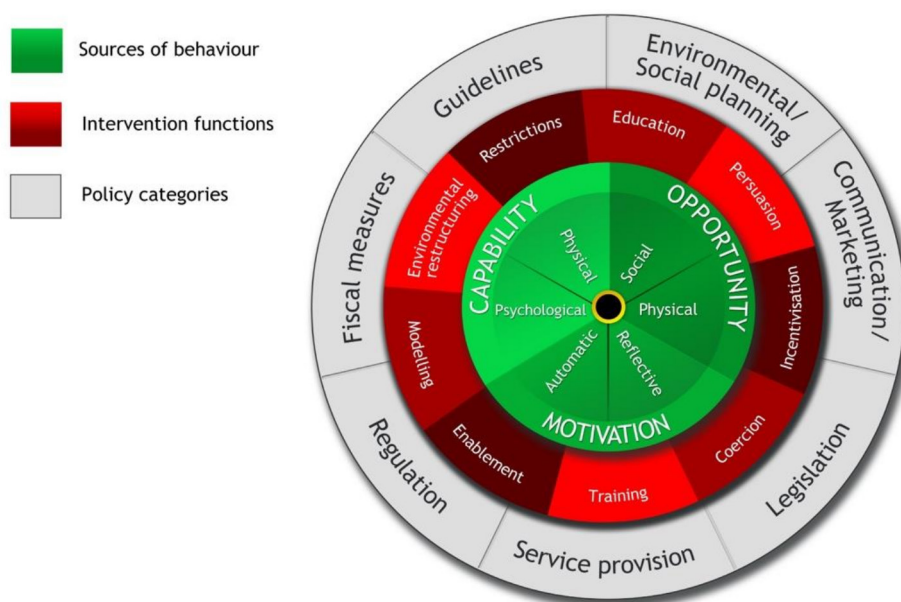 Sources of behaviour
Intervention functions
Policy categories
Guidelines
Environmental/
Social planning
Communication/
Marketing
Legislation
Service provision
Regulation
Fiscal measures
Restrictions
Education
Persuasion
Incentivisation
Coercion
Training
Enablement
Modelling
Environmental
restructuring
CAPABILITY
OPPORTUNITY
MOTIVATION
Physical
Social
Physical
Reflective
Automatic
Psychological